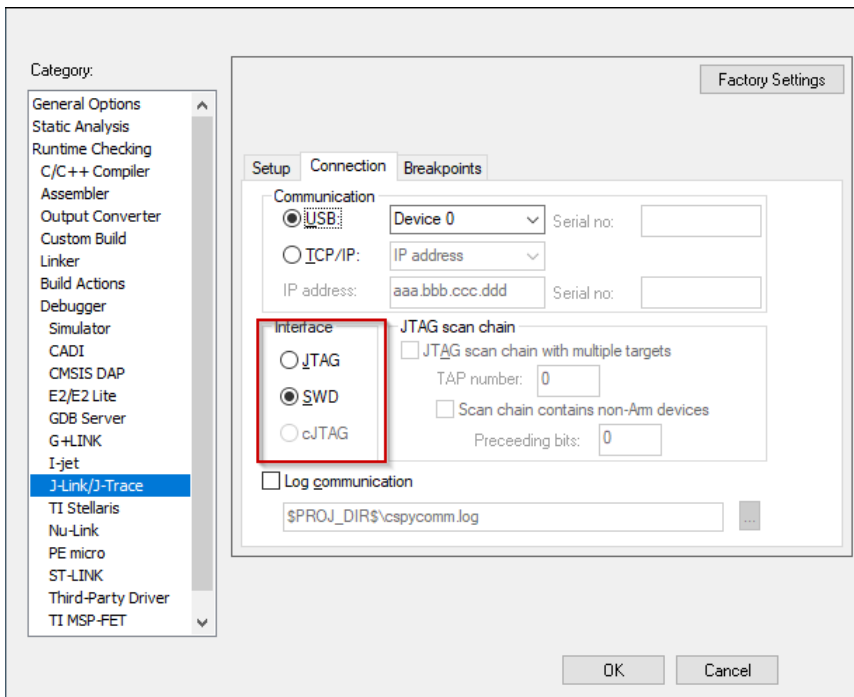 Category:
General Options
Static Analysis
Runtime Checking
C/C++ Compiler
Assembler
Output Converter
Custom Build
Linker
Build Actions
Debugger
Simulator
CADI
CMSIS DAP
E2/E2 Lite
GDB Server
G+LINK
I-jet
J-Link/J-Trace
TI Stellaris
Nu-Link
PE micro
ST-LINK
Third-Party Driver
TI MSP-FET
Factory Settings
Setup Connection Breakpoints
Communication
USB: Device 0 Serial no:
TCP/IP: IP address
IP address: aaa.bbb.ccc.ddd Serial no:
Interface
JTAG
SWD
cJTAG
JTAG scan chain
JTAG scan chain with multiple targets
TAP number: 0
Scan chain contains non-Arm devices
Preceeding bits: 0
Log communication
$PROJ_DIR$\cspycomm.log ...
OK Cancel